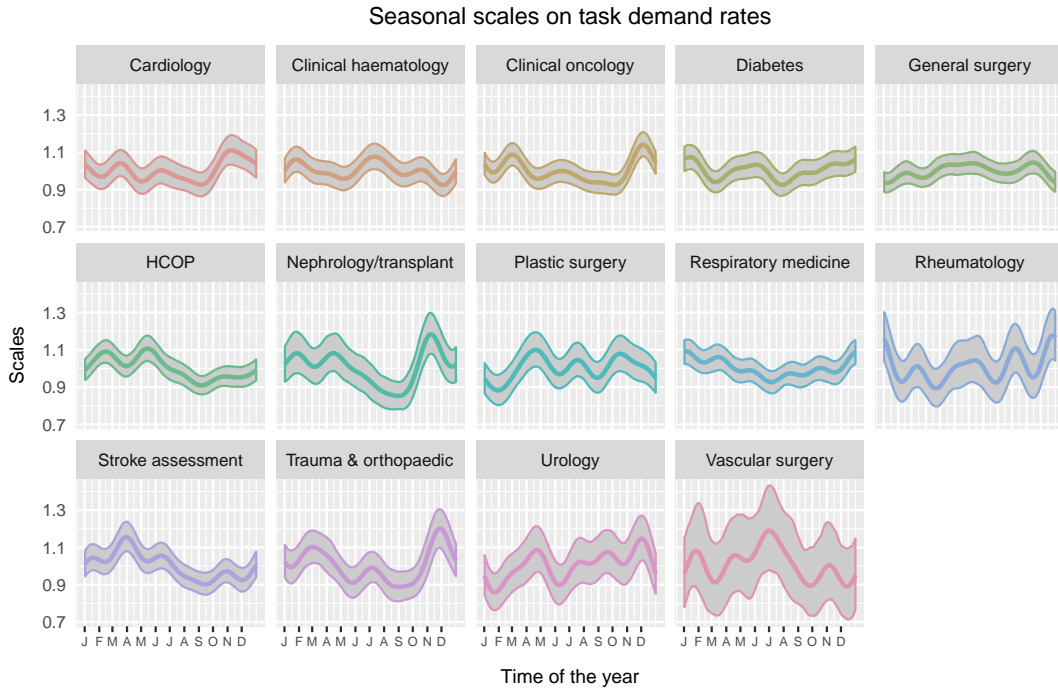 Seasonal scales on task demand rates
Cardiology Clinical haematology Clinical oncology Diabetes General surgery
1.3
1.1
0.9
0.7
HCOP Nephrology/transplant Plastic surgery Respiratory medicine Rheumatology
1.3
1.1
0.9
0.7
Scales
Stroke assessment Trauma & orthopaedic Urology Vascular surgery
1.3
1.1
0.9
0.7
J F M A M J J A S O N D J F M A M J J A S O N D J F M A M J J A S O N D J F M A M J J A S O N D
Time of the year